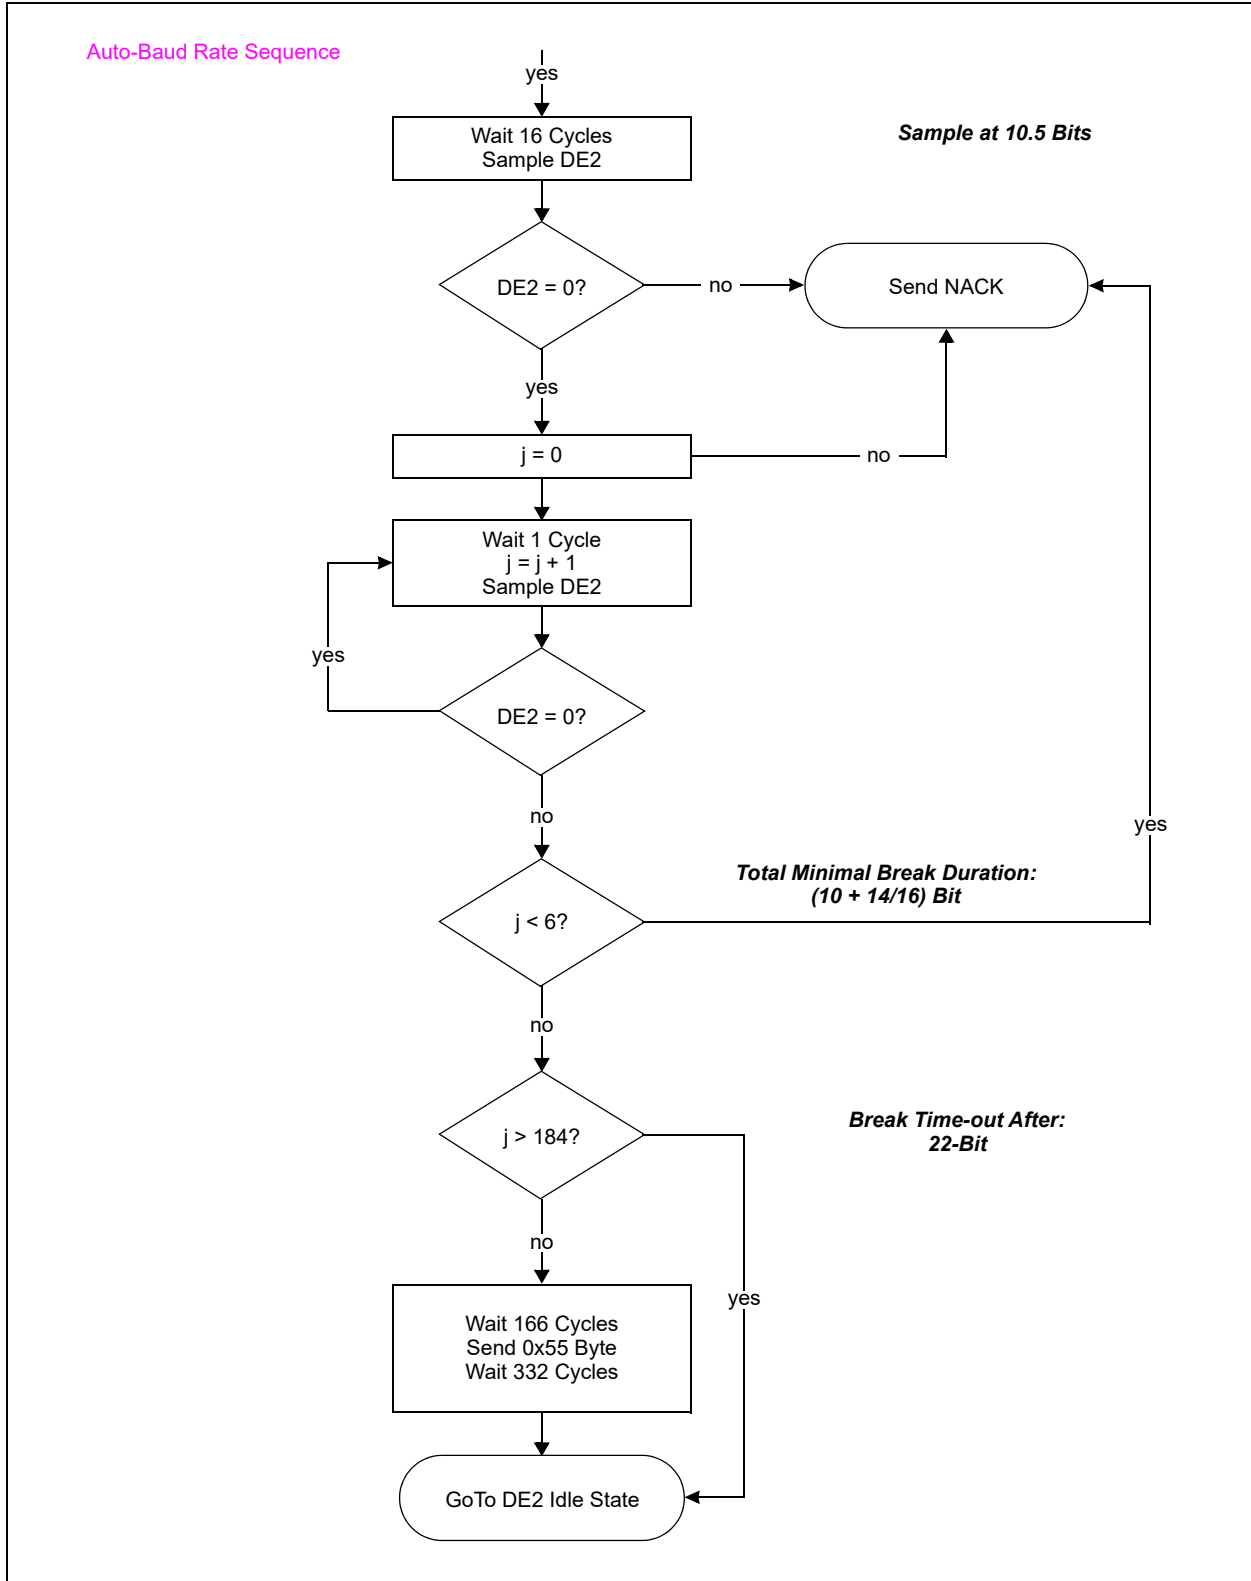 Auto-Baud Rate Sequence
yes
Wait 16 Cycles
Sample DE2
Sample at 10.5 Bits
DE2 = 0?
no
Send NACK
yes
j = 0
no
Wait 1 Cycle
j = j + 1
Sample DE2
yes
DE2 = 0?
no
yes
Total Minimal Break Duration:
(10 + 14/16) Bit
j < 6?
no
j > 184?
Break Time-out After:
22-Bit
no
yes
Wait 166 Cycles
Send 0x55 Byte
Wait 332 Cycles
GoTo DE2 Idle State